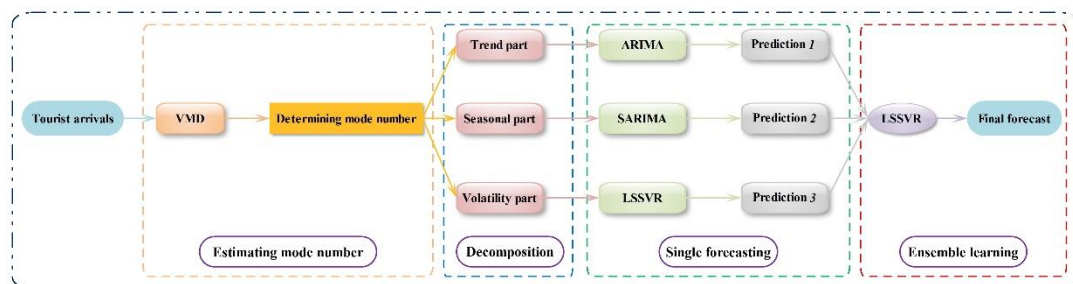 Trend part
ARIMA
Prediction 1
Tourist arrivals
VMD
Determining mode number
Seasonal part
SARIMA
Prediction 2
LSSVR
Final forecast
Volatility part
LSSVR
Prediction 3
Estimating mode number
Decomposition
Single forecasting
Ensemble learning